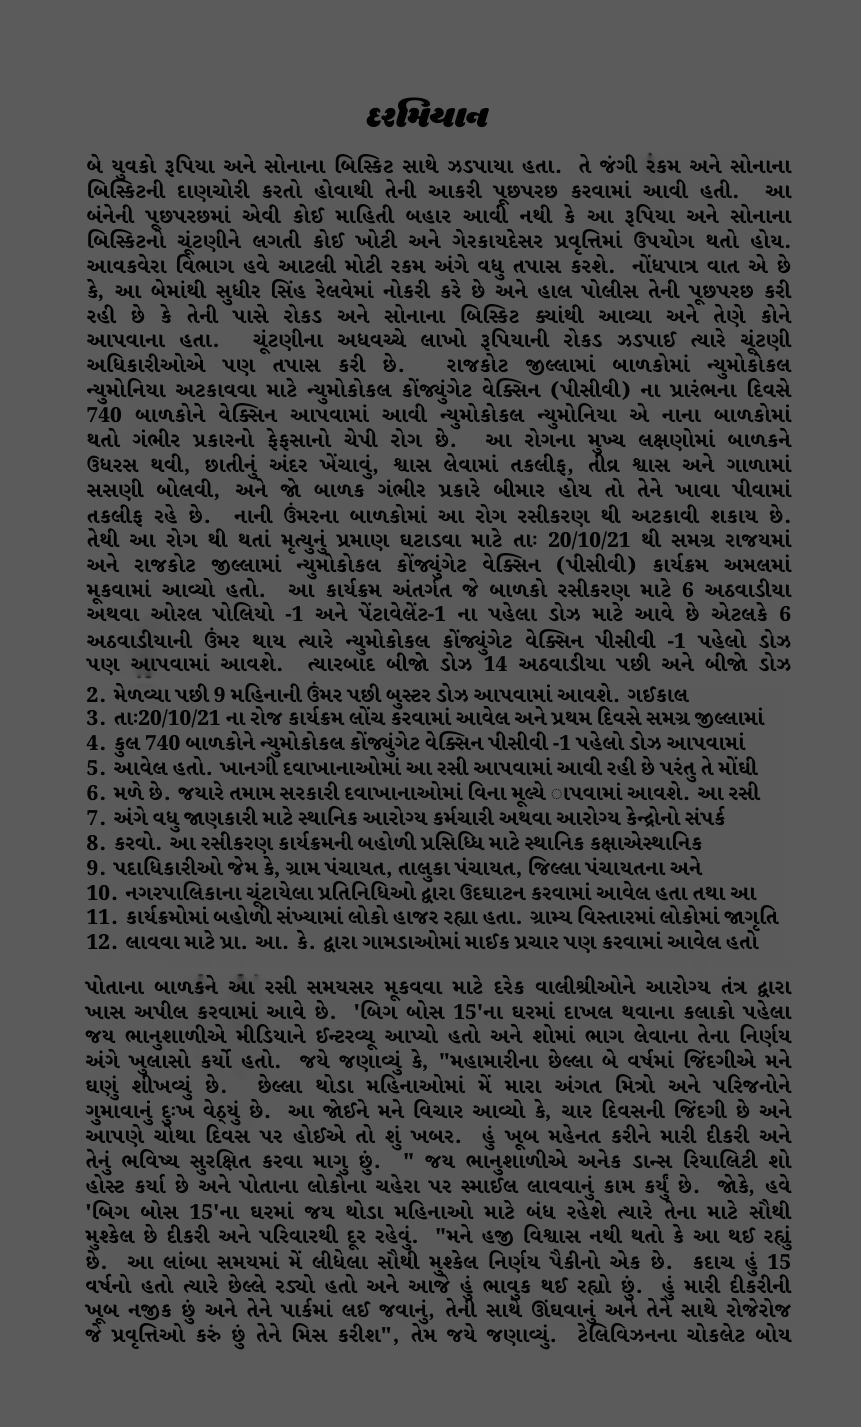 દરમિયાન
બે યુવકો રૂપિયા અને સોનાના બિસ્કિટ સાથે ઝડપાયા હતા. તે જંગી રકમ અને સોનાના
બિસ્કિટની દાણચોરી કરતો હોવાથી તેની આકરી પૂછપરછ કરવામાં આવી હતી. આ
બંનેની પૂછપરછમાં એવી કોઈ માહિતી બહાર આવી નથી કે આ રૂપિયા અને સોનાના
બિસ્કિટનો ચૂંટણીને લગતી કોઈ ખોટી અને ગેરકાયદેસર પ્રવૃત્તિમાં ઉપયોગ થતો હોય.
આવકવેરા વિભાગ હવે આટલી મોટી રકમ અંગે વધુ તપાસ કરશે. નોંધપાત્ર વાત એ છે
કે, આ બેમાંથી સુધીર સિંહ રેલવેમાં નોકરી કરે છે અને હાલ પોલીસ તેની પૂછપરછ કરી
રહી છે કે તેની પાસે રોકડ અને સોનાના બિસ્કિટ ક્યાંથી આવ્યા અને તેણે કોને
આપવાના હતા. ચૂંટણીના અધવચ્ચે લાખો રૂપિયાની રોકડ ઝડપાઈ ત્યારે ચૂંટણી
અધિકારીઓએ પણ તપાસ કરી છે. રાજકોટ જીલ્લામાં બાળકોમાં ન્યુમોકોકલ
ન્યુમોનિયા અટકાવવા માટે ન્યુમોકોકલ કોંજ્યુંગેટ વેક્સિન (પીસીવી) ના પ્રારંભના દિવસે
740 બાળકોને વેક્સિન આપવામાં આવી ન્યુમોકોકલ ન્યુમોનિયા એ નાના બાળકોમાં
થતો ગંભીર પ્રકારનો ફેફસાનો ચેપી રોગ છે. આ રોગના મુખ્ય લક્ષણોમાં બાળકને
ઉધરસ થવી, છાતીનું અંદર ખેંચાવું, શ્વાસ લેવામાં તકલીફ, તીવ્ર શ્વાસ અને ગાળામાં
સસણી બોલવી, અને જો બાળક ગંભીર પ્રકારે બીમાર હોય તો તેને ખાવા પીવામાં
તકલીફ રહે છે. નાની ઉંમરના બાળકોમાં આ રોગ રસીકરણ થી અટકાવી શકાય છે.
તેથી આ રોગ થી થતાં મૃત્યુનું પ્રમાણ ઘટાડવા માટે તાઃ 20/10/21 થી સમગ્ર રાજયમાં
અને રાજકોટ જીલ્લામાં ન્યુમોકોકલ કોંજ્યુંગેટ વેક્સિન (પીસીવી) કાર્યક્રમ અમલમાં
મૂકવામાં આવ્યો હતો. આ કાર્યક્રમ અંતર્ગત જે બાળકો રસીકરણ માટે 6 અઠવાડીયા
અથવા ઓરલ પોલિયો -1 અને પેંટાવેલેંટ-1 ના પહેલા ડોઝ માટે આવે છે એટલકે 6
અઠવાડીયાની ઉંમર થાય ત્યારે ન્યુમોકોકલ કોંજ્યુંગેટ વેક્સિન પીસીવી -1 પહેલો ડોઝ
પણ આપવામાં આવશે. ત્યારબાદ બીજો ડોઝ 14 અઠવાડીયા પછી અને બીજો ડોઝ
2. મેળવ્યા પછી 9 મહિનાની ઉંમર પછી બુસ્ટર ડોઝ આપવામાં આવશે. ગઈકાલ
3. તાઃ20/10/21 ના રોજ કાર્યક્રમ લોંચ કરવામાં આવેલ અને પ્રથમ દિવસે સમગ્ર જીલ્લામાં
4. કુલ 740 બાળકોને ન્યુમોકોકલ કોંજ્યુંગેટ વેક્સિન પીસીવી -1 પહેલો ડોઝ આપવામાં
5. આવેલ હતો. ખાનગી દવાખાનાઓમાં આ રસી આપવામાં આવી રહી છે પરંતુ તે મોંઘી
6. મળે છે. જયારે તમામ સરકારી દવાખાનાઓમાં વિના મૂલ્યે ાપવામાં આવશે. આ રસી
7. અંગે વધુ જાણકારી માટે સ્થાનિક આરોગ્ય કર્મચારી અથવા આરોગ્ય કેન્દ્રોનો સંપર્ક
8. કરવો. આ રસીકરણ કાર્યક્રમની બહોળી પ્રસિધ્ધિ માટે સ્થાનિક કક્ષાએસ્થાનિક
9. પદાધિકારીઓ જેમ કે, ગ્રામ પંચાયત, તાલુકા પંચાયત, જિલ્લા પંચાયતના અને
10. નગરપાલિકાના ચૂંટાયેલા પ્રતિનિધિઓ દ્વારા ઉદઘાટન કરવામાં આવેલ હતા તથા આ
11. કાર્યક્રમોમાં બહોળી સંખ્યામાં લોકો હાજર રહ્યા હતા. ગ્રામ્ય વિસ્તારમાં લોકોમાં જાગૃતિ
12. લાવવા માટે પ્રા. આ. કે. દ્વારા ગામડાઓમાં માઈક પ્રચાર પણ કરવામાં આવેલ હતો
પોતાના બાળકને આ રસી સમયસર મૂકવવા માટે દરેક વાલીશ્રીઓને આરોગ્ય તંત્ર દ્વારા
ખાસ અપીલ કરવામાં આવે છે. 'બિગ બોસ 15'ના ઘરમાં દાખલ થવાના કલાકો પહેલા
જય ભાનુશાળીએ મીડિયાને ઈન્ટરવ્યૂ આપ્યો હતો અને શોમાં ભાગ લેવાના તેના નિર્ણય
અંગે ખુલાસો કર્યો હતો. જયે જણાવ્યું કે, "મહામારીના છેલ્લા બે વર્ષમાં જિંદગીએ મને
ઘણું શીખવ્યું છે. છેલ્લા થોડા મહિનાઓમાં મેં મારા અંગત મિત્રો અને પરિજનોને
ગુમાવાનું દુઃખ વેઠ્યું છે. આ જોઈને મને વિચાર આવ્યો કે, ચાર દિવસની જિંદગી છે અને
આપણે ચોથા દિવસ પર હોઈએ તો શું ખબર. હું ખૂબ મહેનત કરીને મારી દીકરી અને
તેનું ભવિષ્ય સુરક્ષિત કરવા માગુ છું. " જય ભાનુશાળીએ અનેક ડાન્સ રિયાલિટી શો
હોસ્ટ કર્યા છે અને પોતાના લોકોના ચહેરા પર સ્માઈલ લાવવાનું કામ કર્યું છે. જોકે, હવે
'બિગ બોસ 15'ના ઘરમાં જય થોડા મહિનાઓ માટે બંધ રહેશે ત્યારે તેના માટે સૌથી
મુશ્કેલ છે દીકરી અને પરિવારથી દૂર રહેવું. "મને હજી વિશ્વાસ નથી થતો કે આ થઈ રહ્યું
છે. આ લાંબા સમયમાં મેં લીધેલા સૌથી મુશ્કેલ નિર્ણય પૈકીનો એક છે. કદાચ હું 15
વર્ષનો હતો ત્યારે છેલ્લે રડ્યો હતો અને આજે હું ભાવુક થઈ રહ્યો છું. હું મારી દીકરીની
ખૂબ નજીક છું અને તેને પાર્કમાં લઈ જવાનું, તેની સાથે ઊંઘવાનું અને તેને સાથે રોજેરોજ
જે પ્રવૃત્તિઓ કરું છું તેને મિસ કરીશ", તેમ જયે જણાવ્યું. ટેલિવિઝનના ચોકલેટ બોય